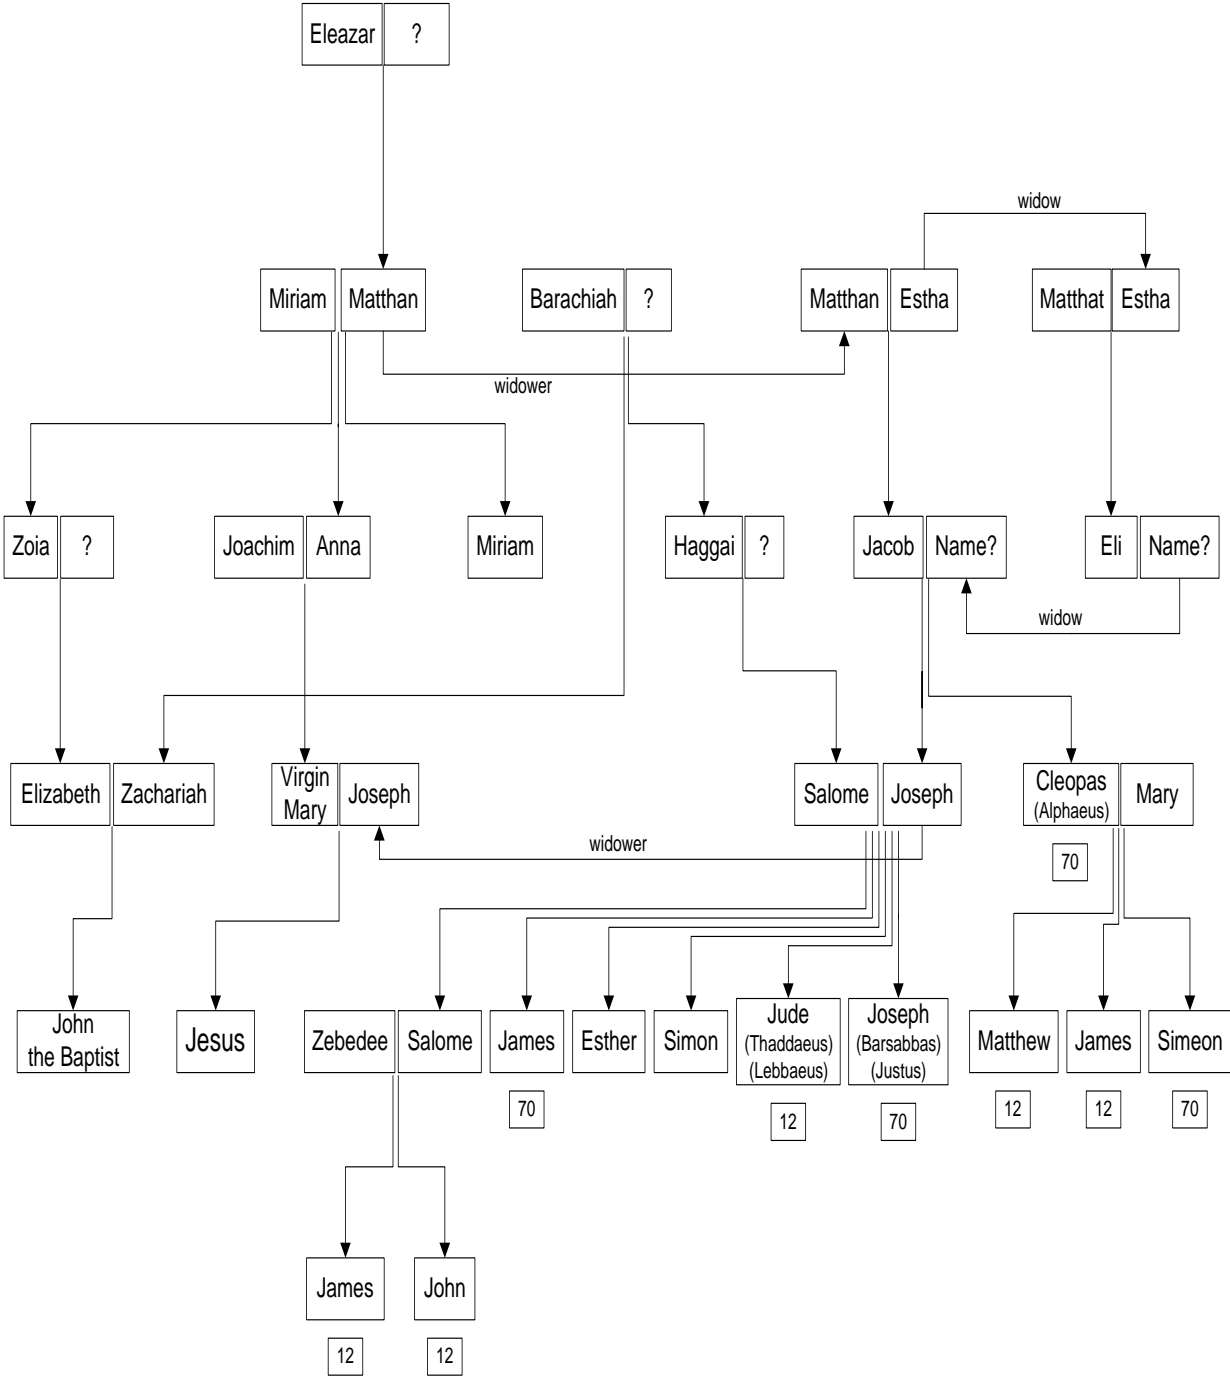 Eleazar ?
widow
Miriam Matthan Barachiah ? Matthan Estha Matthat Estha
widower
Zoia ? Joachim Anna Miriam Haggai ? Jacob Name? Eli Name?
widow
Elizabeth Zachariah
Virgin
Mary
Joseph
Salome Joseph
Cleopas
(Alphaeus)
Mary
widower
70
John
the Baptist
Jesus
Zebedee Salome James Esther Simon
Jude
(Thaddaeus)
(Lebbaeus)
Joseph
(Barsabbas)
(Justus)
Matthew James Simeon
70 12 70 12 12 70
James John
12 12